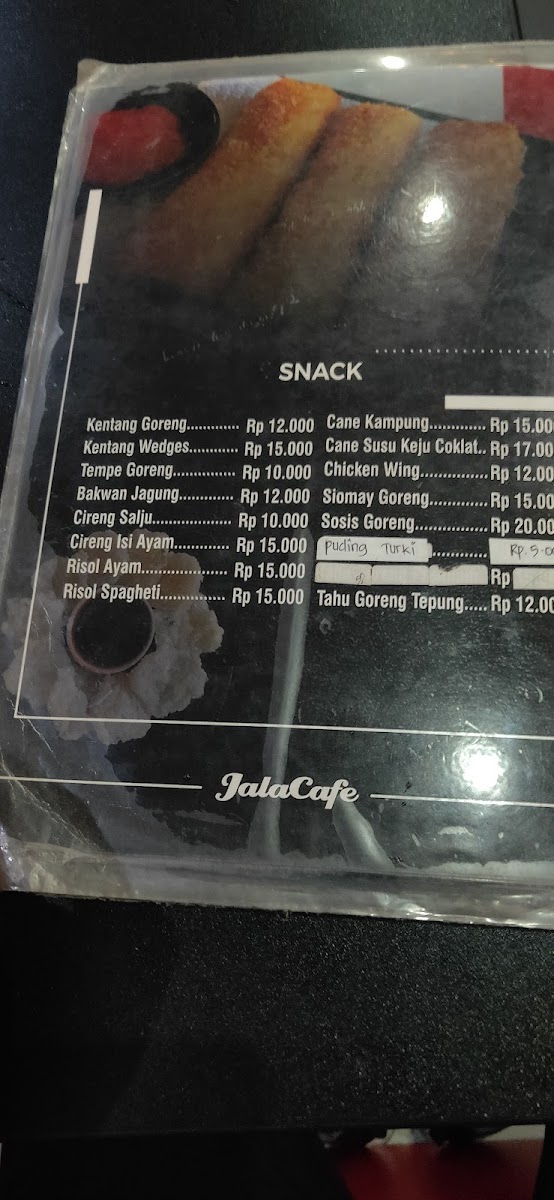 SNACK
Kentang Goreng............. Rp 12.000
Kentang Wedges............ Rp 15.000
Tempe Goreng............... Rp 10.000
Bakwan Jagung............. Rp 12.000
Cireng Salju................... Rp 10.000
Cireng Isi Ayam............. Rp 15.000
Risol Ayam.................... Rp 15.000
Risol Spagheti............... Rp 15.000
Cane Kampung............. Rp 15.00
Cane Susu Keju Coklat.. Rp 17.00
Chicken Wing................ Rp 12.00
Siomay Goreng.............. Rp 15.00
Sosis Goreng................. Rp 20.00
Puding Turki ............. Rp. 5.00
Rp
Tahu Goreng Tepung..... Rp 12.00
JalaCafe